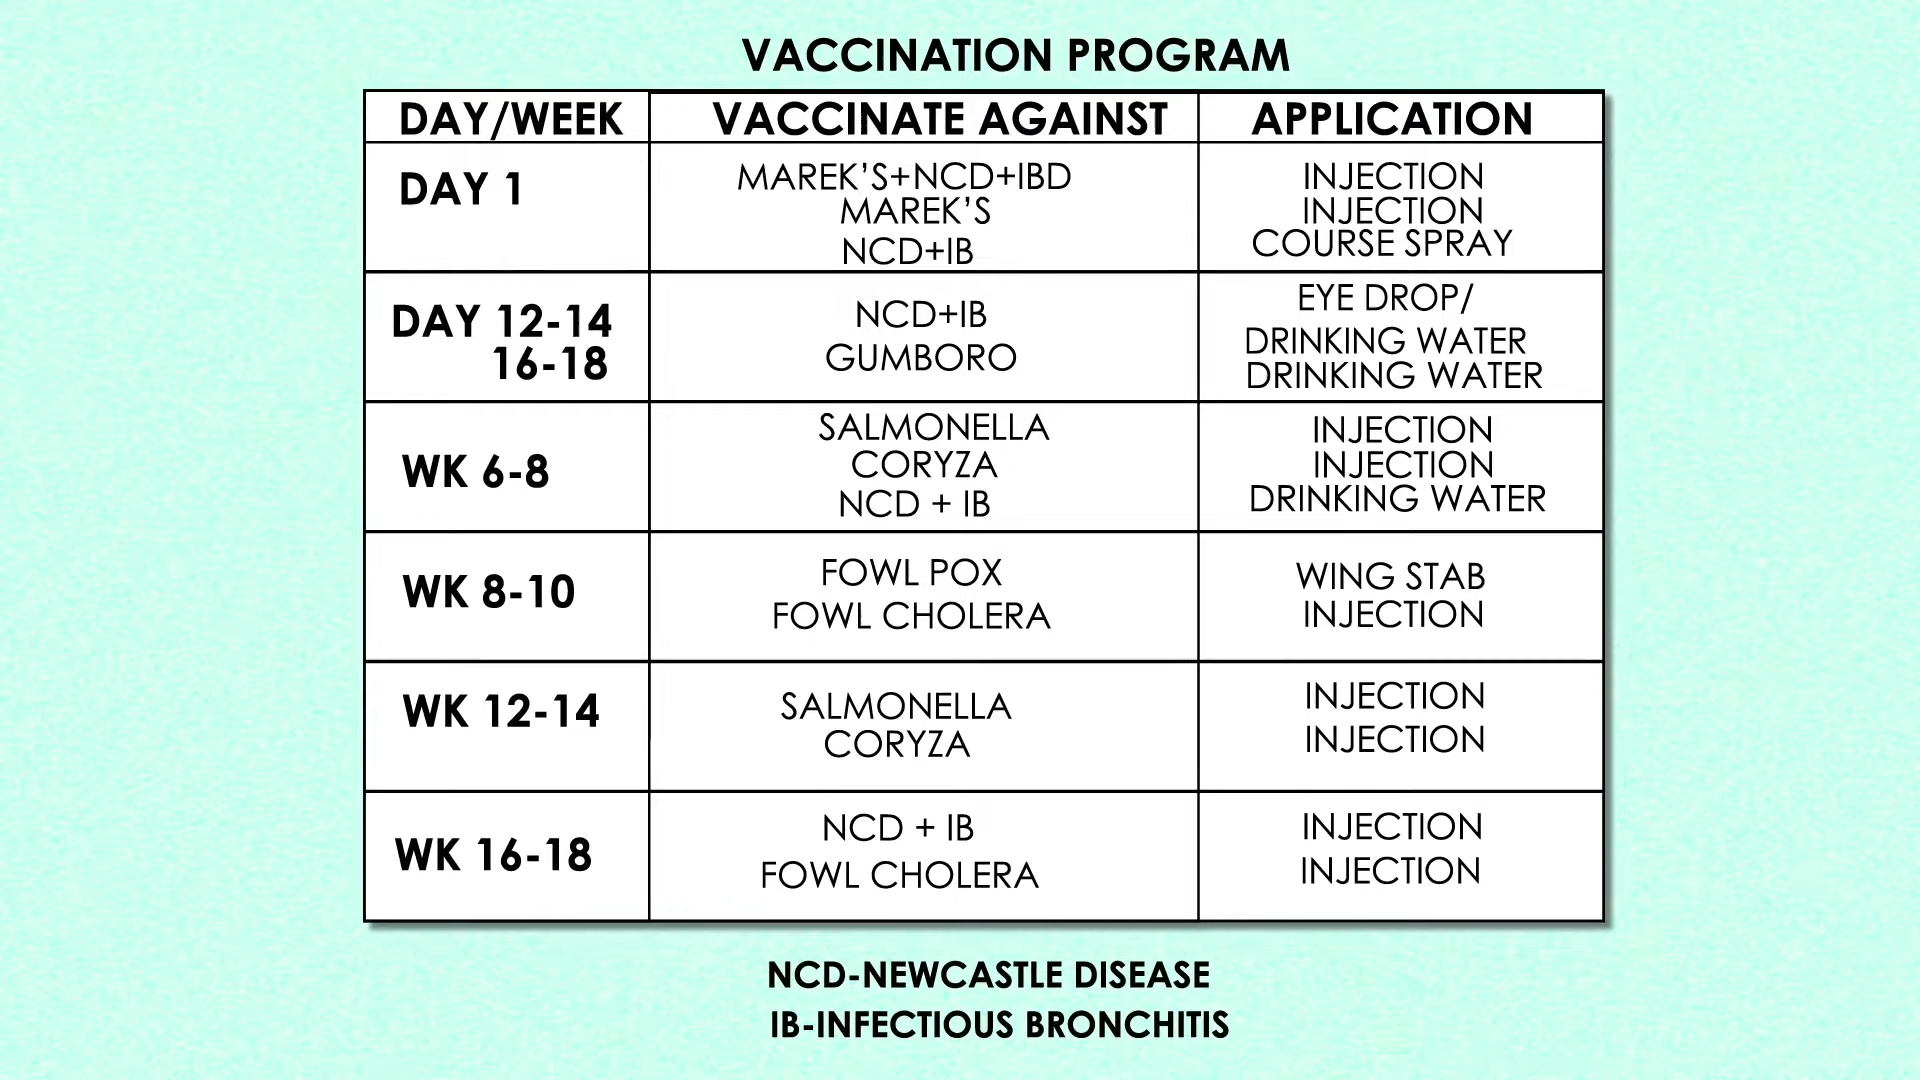 VACCINATION PROGRAM
DAY/WEEK VACCINATE AGAINST APPLICATION
DAY 1
MAREK'S+NCD+IBD INJECTION
MAREK'S INJECTION
NCD+IB COURSE SPRAY
DAY 12-14 NCD+IB EYE DROP/
DRINKING WATER
16-18 GUMBORO DRINKING WATER
WK 6-8
SALMONELLA INJECTION
CORYZA INJECTION
NCD + IB DRINKING WATER
WK 8-10
FOWL POX WING STAB
FOWL CHOLERA INJECTION
WK 12-14
SALMONELLA INJECTION
CORYZA INJECTION
WK 16-18
NCD + IB INJECTION
FOWL CHOLERA INJECTION
NCD-NEWCASTLE DISEASE
IB-INFECTIOUS BRONCHITIS